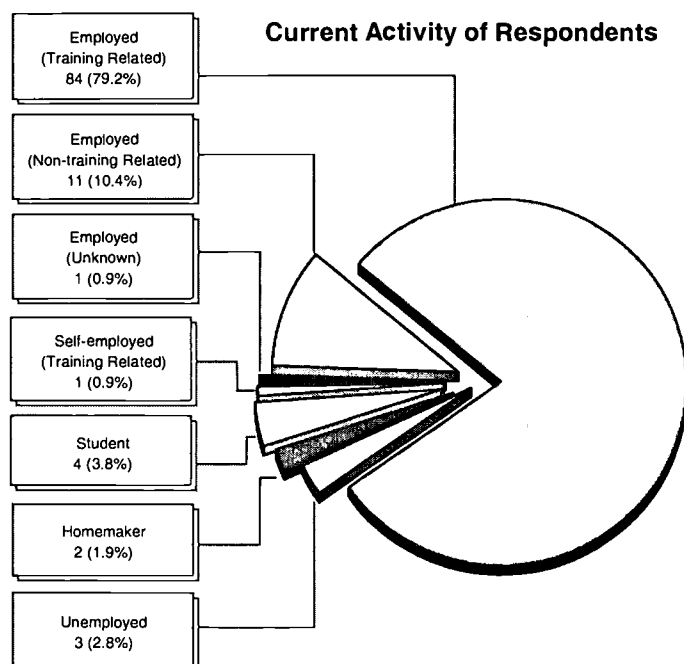 Current Activity of Respondents
Employed
(Training Related)
84 (79.2%)
Employed
(Non-training Related)
11 (10.4%)
Employed
(Unknown)
1 (0.9%)
Self-employed
(Training Related)
1 (0.9%)
Student
4 (3.8%)
Homemaker
2 (1.9%)
Unemployed
3 (2.8%)